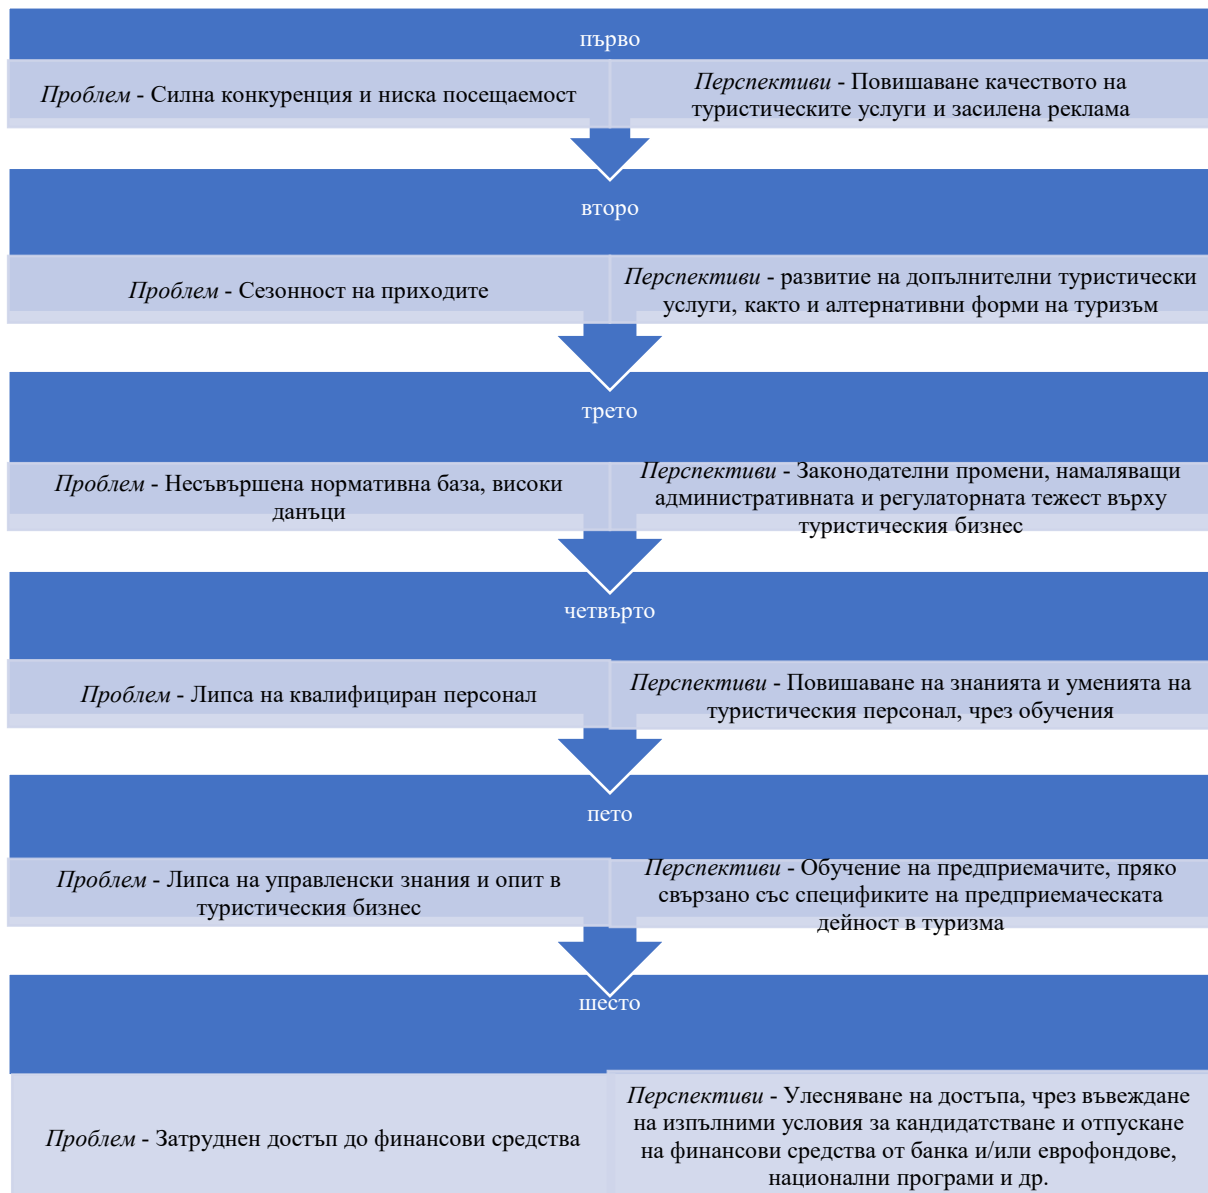 първо
Проблем - Силна конкуренция и ниска посещаемост
Перспективи - Повишаване качеството на
туристическите услуги и засилена реклама
второ
Проблем - Сезонност на приходите
Перспективи - развитие на допълнителни туристически
услуги, както и алтернативни форми на туризъм
трето
Проблем - Несъвършена нормативна база, високи
данъци
Перспективи - Законодателни промени, намаляващи
административната и регулаторната тежест върху
туристическия бизнес
четвърто
Проблем - Липса на квалифициран персонал
Перспективи - Повишаване на знанията и уменията на
туристическия персонал, чрез обучения
пето
Проблем - Липса на управленски знания и опит в
туристическия бизнес
Перспективи - Обучение на предприемачите, пряко
свързано със спецификите на предприемаческата
дейност в туризма
шесто
Проблем - Затруднен достъп до финансови средства
Перспективи - Улесняване на достъпа, чрез въвеждане
на изпълними условия за кандидатстване и отпускане
на финансови средства от банка и/или еврофондове,
национални програми и др.